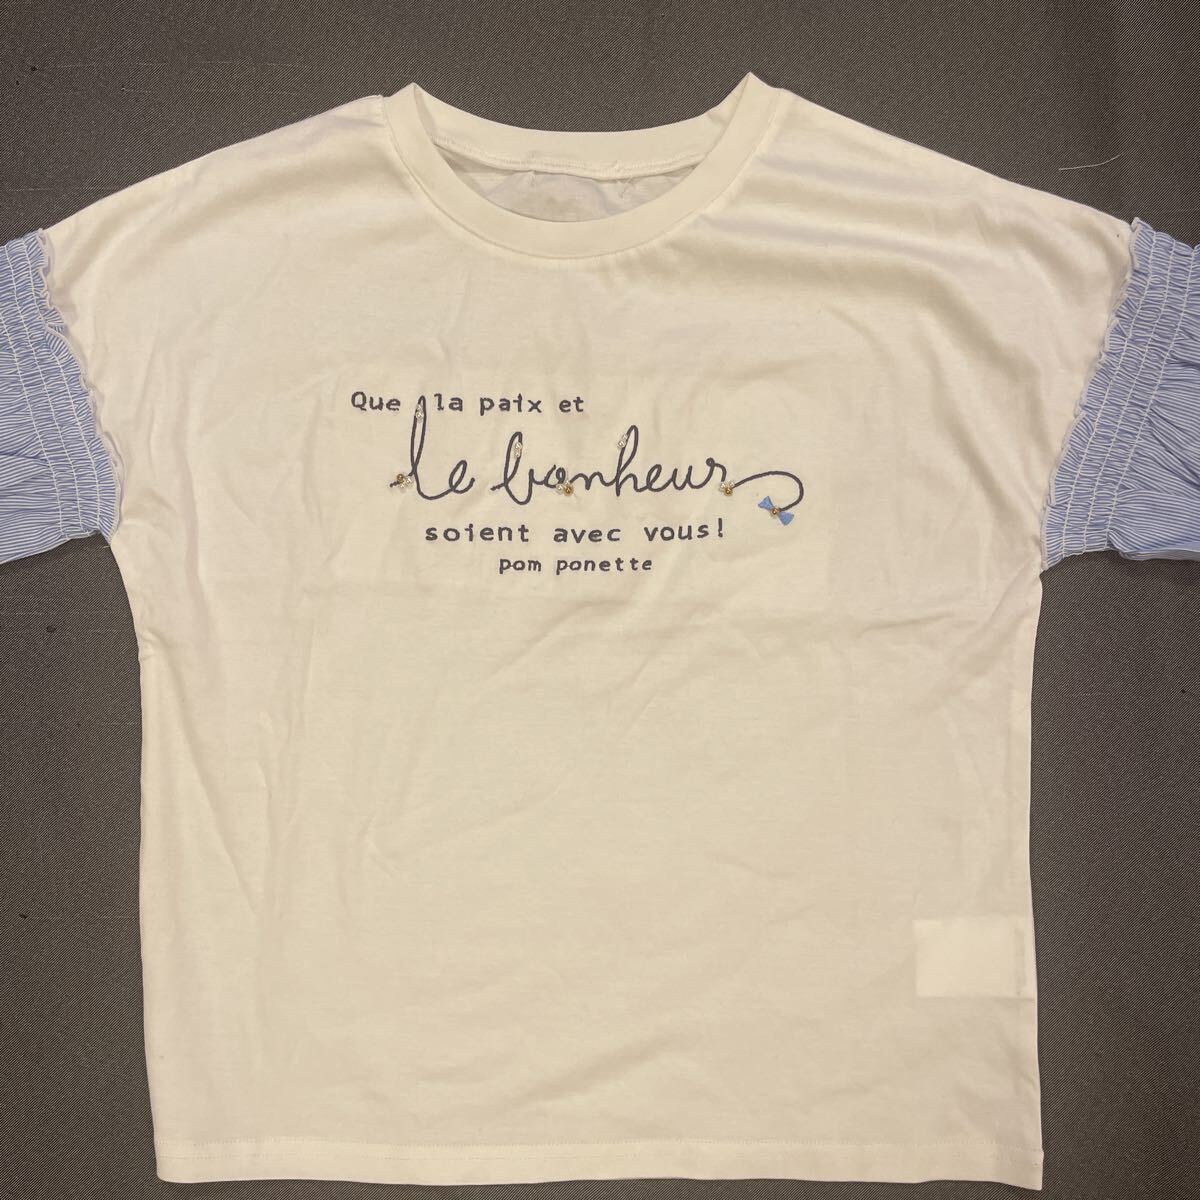 Que la paix et
le bonheur
soient avec vous!
pom ponette